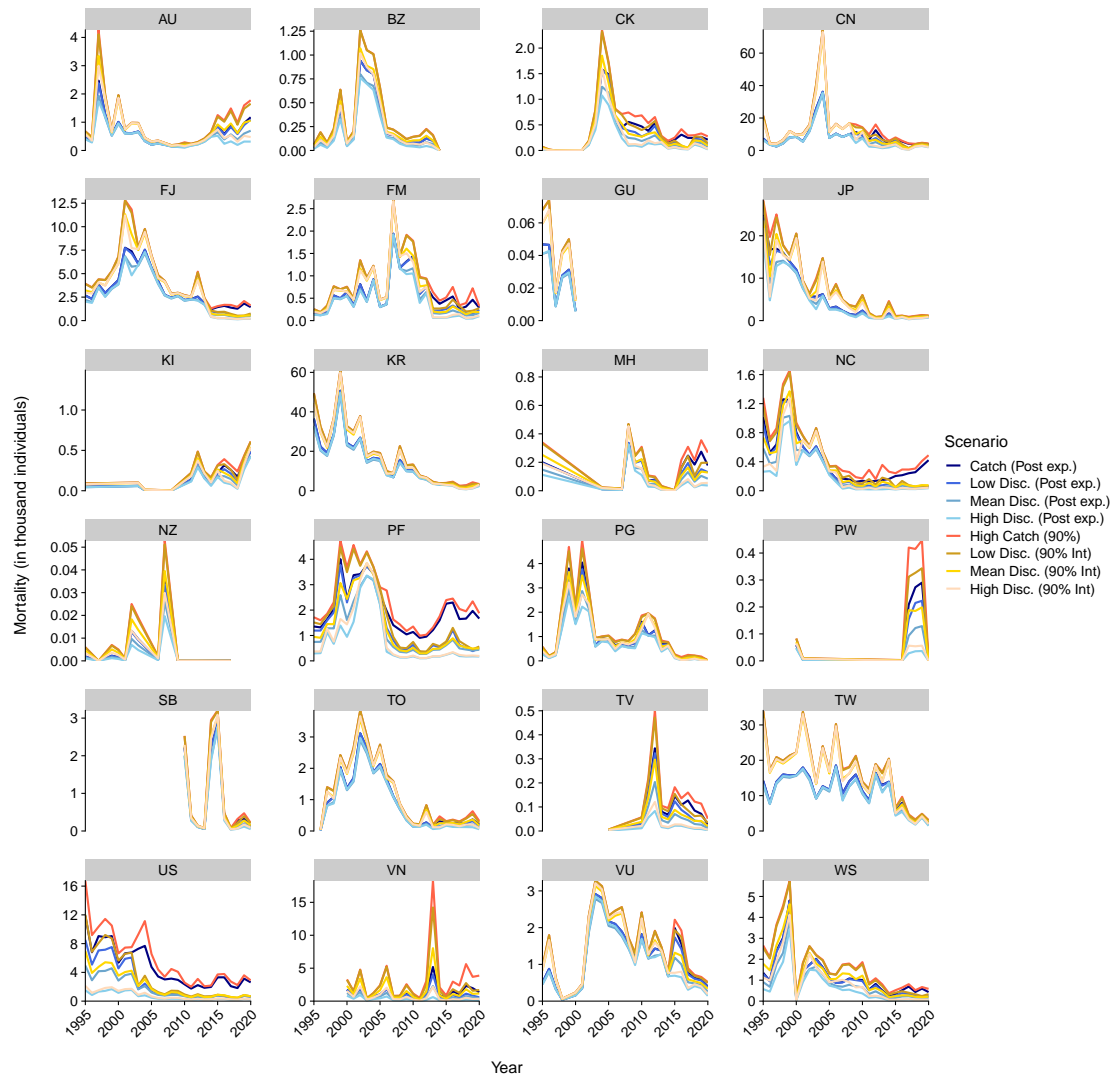 AU BZ CK CN
4 3 2 1 0
1.25 1.00 0.75 0.50 0.25 0.00
2.0 1.0 0.0
60 40 20 0
FJ FM GU JP
12.5 10.0 7.5 5.0 2.5 0.0
2.5 2.0 1.5 1.0 0.5 0.0
0.06 0.04 0.02 0.00
20 10 0
KI KR MH NC
1.0 0.5 0.0
60 40 20 0
0.8 0.6 0.4 0.2 0.0
1.6 1.2 0.8 0.4 0.0
Mortality (in thousand individuals)
Scenario
Catch (Post exp.)
Low Disc. (Post exp.)
Mean Disc. (Post exp.)
High Disc. (Post exp.)
High Catch (90%)
Low Disc. (90% Int)
Mean Disc. (90% Int)
High Disc. (90% Int)
NZ PF PG PW
0.05 0.04 0.03 0.02 0.01 0.00
4 3 2 1 0
5 4 3 2 1 0
0.4 0.3 0.2 0.1 0.0
SB TO TV TW
3 2 1 0
3 2 1 0
0.5 0.4 0.3 0.2 0.1 0.0
30 20 10 0
US VN VU WS
16 12 8 4 0
15 10 5 0
3 2 1 0
5 4 3 2 1 0
1995 2000 2005 2010 2015 2020
1995 2000 2005 2010 2015 2020
1995 2000 2005 2010 2015 2020
1995 2000 2005 2010 2015 2020
Year